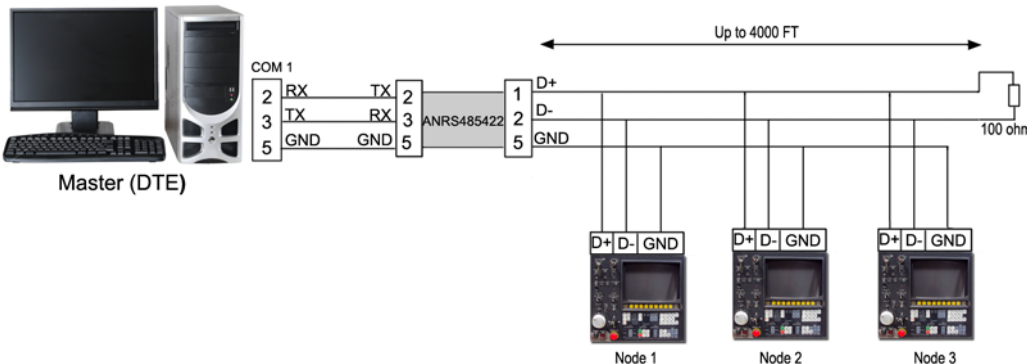 Up to 4000 FT
COM 1
2 RX TX 2
3 TX RX 3
5 GND GND 5
ANRS485422
1 D+
2 D-
5 GND
100 ohm
Master (DTE)
D+ D- GND
D+ D- GND
D+ D- GND
Node 1
Node 2
Node 3